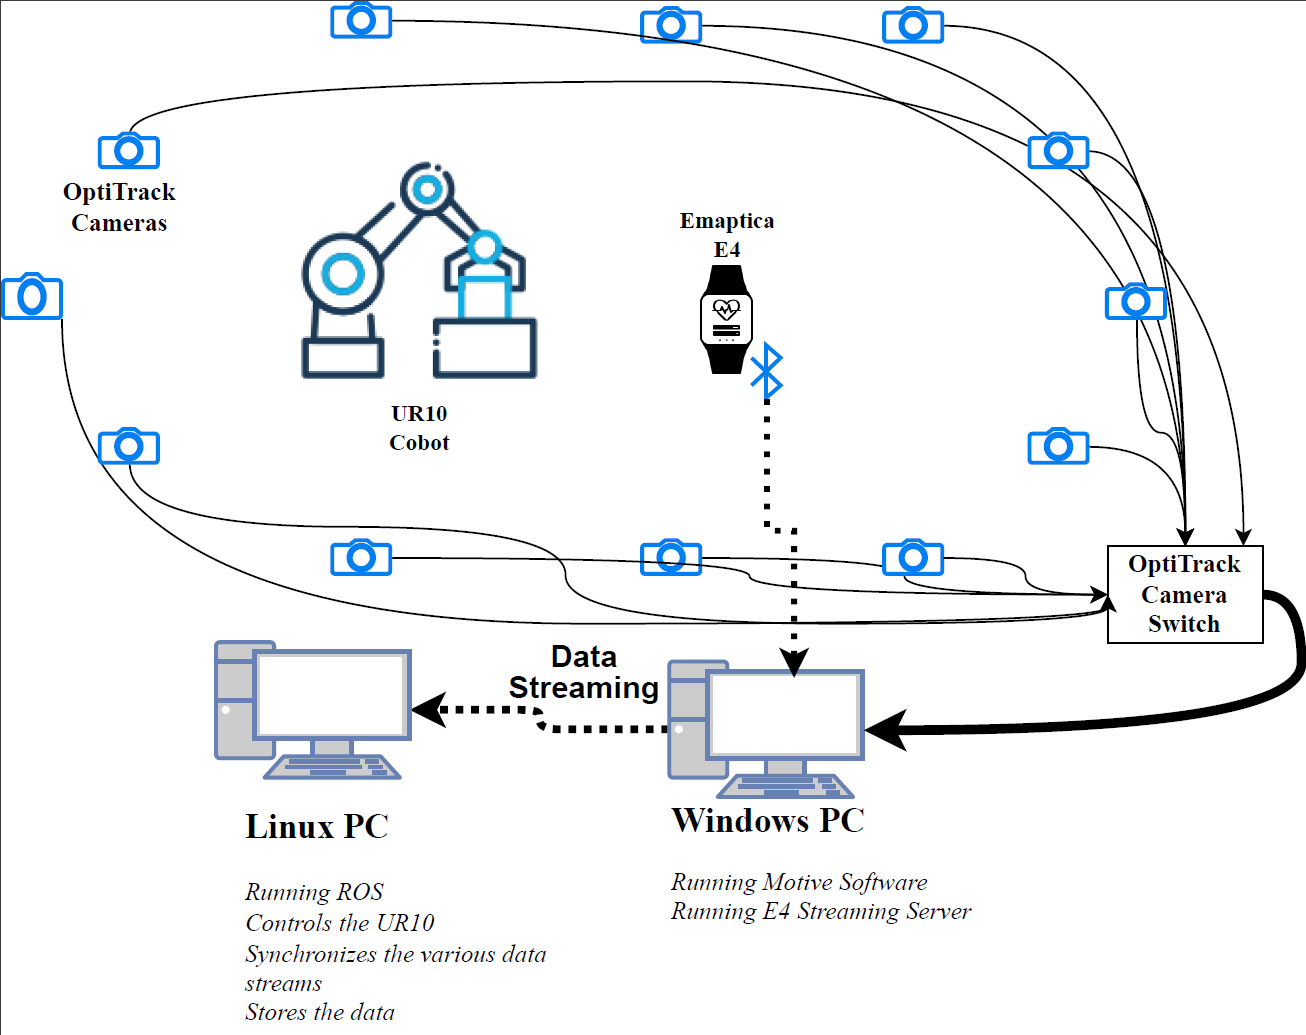 OptiTrack
Cameras
Emaptica
E4
UR10
Cobot
OptiTrack
Camera
Switch
Data
Streaming
Linux PC
Running ROS
Controls the UR10
Synchronizes the various data
streams
Stores the data
Windows PC
Running Motive Software
Running E4 Streaming Server